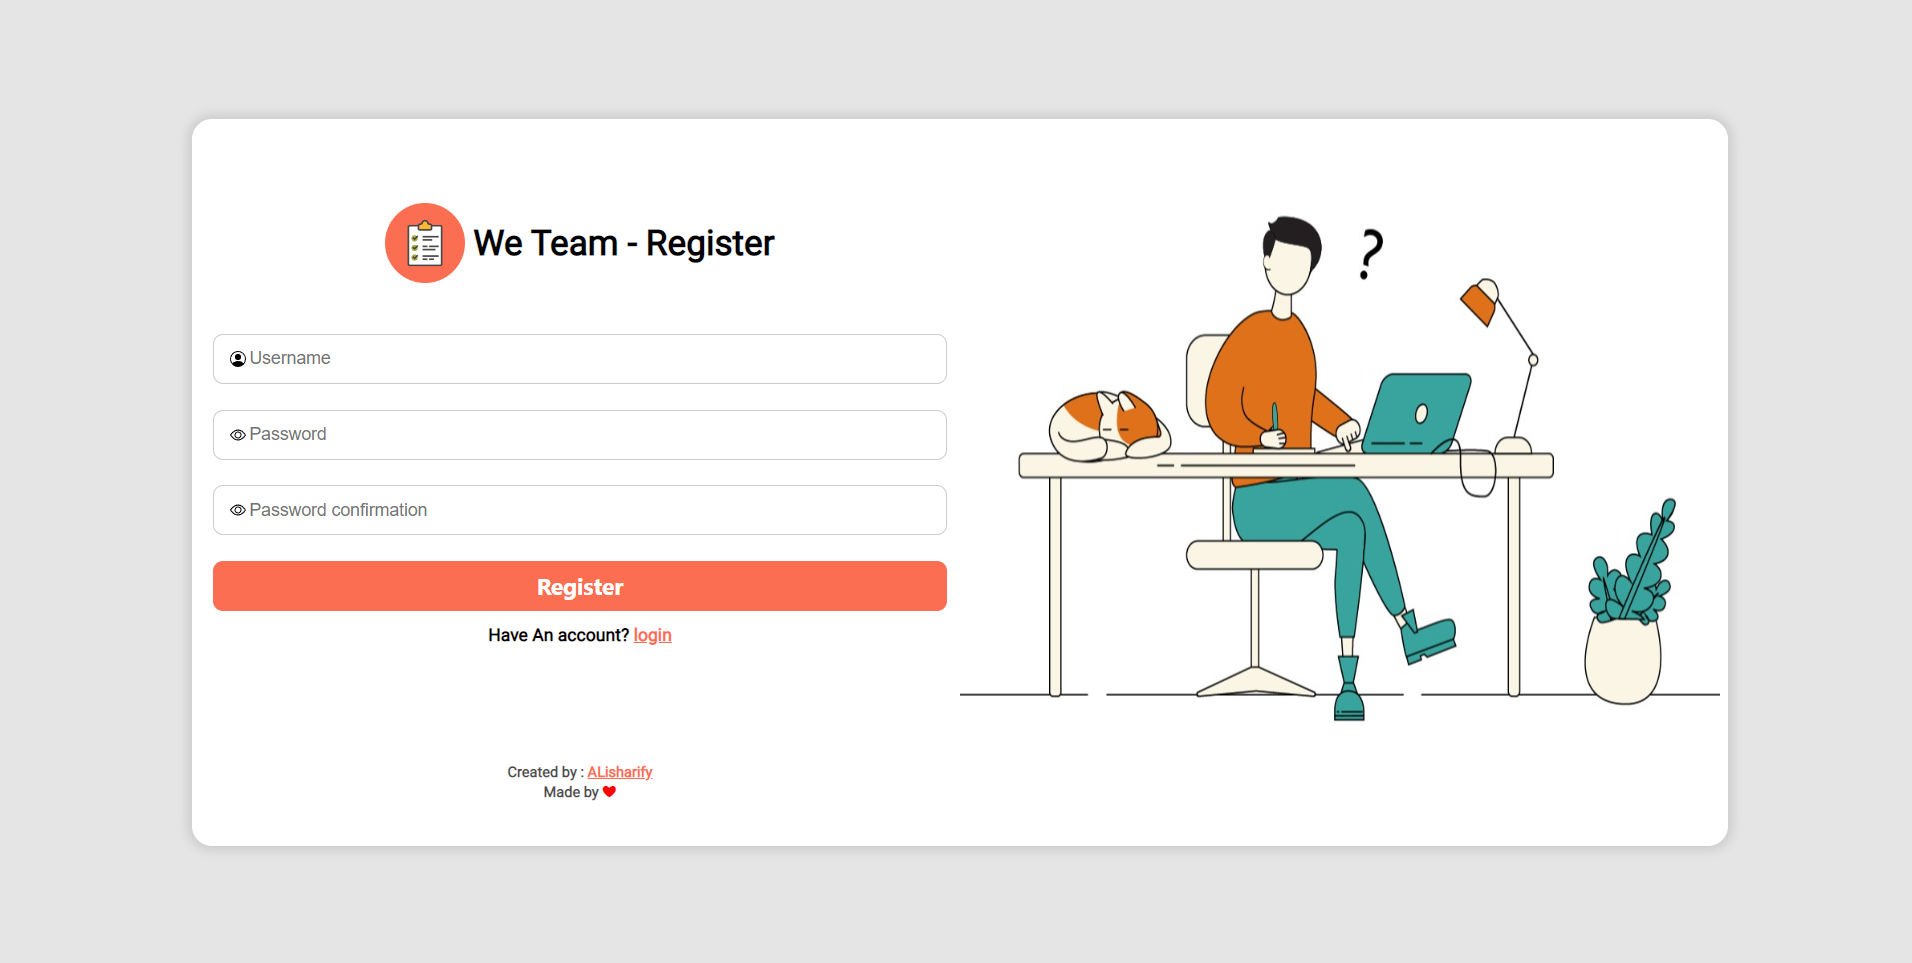 We Team - Register
Username
Password
Password confirmation
Register
Have An account? login
Created by : ALisharify
Made by
?